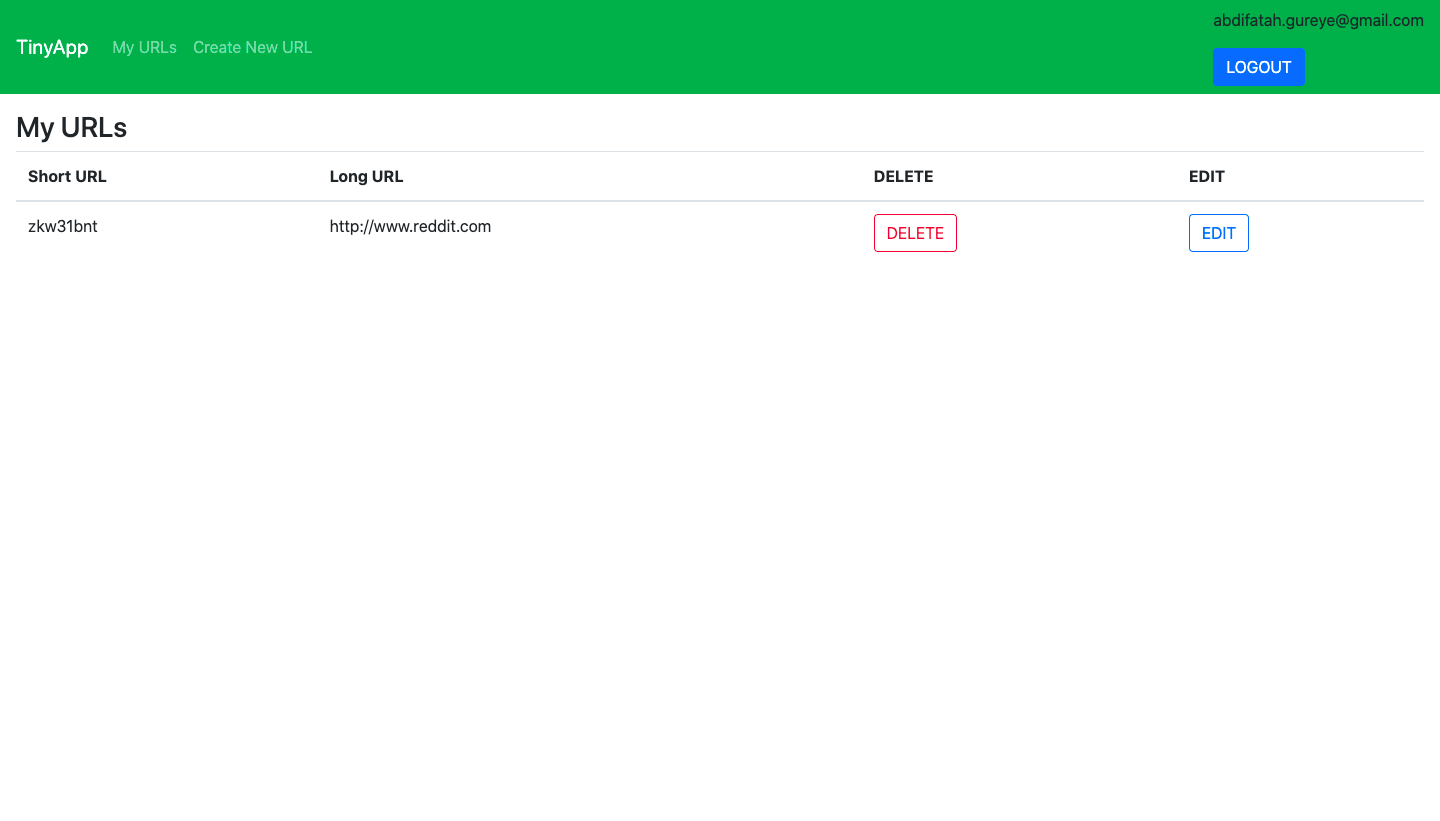 abdifatah.gureye@gmail.com
TinyApp My URLs Create New URL
LOGOUT
My URLs
Short URL Long URL DELETE EDIT
zkw31bnt http://www.reddit.com DELETE EDIT